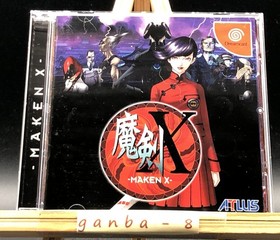 - MAKEN X -
Dreamcast
魔剣X
-MAKEN X-
ATLUS
ganba-8